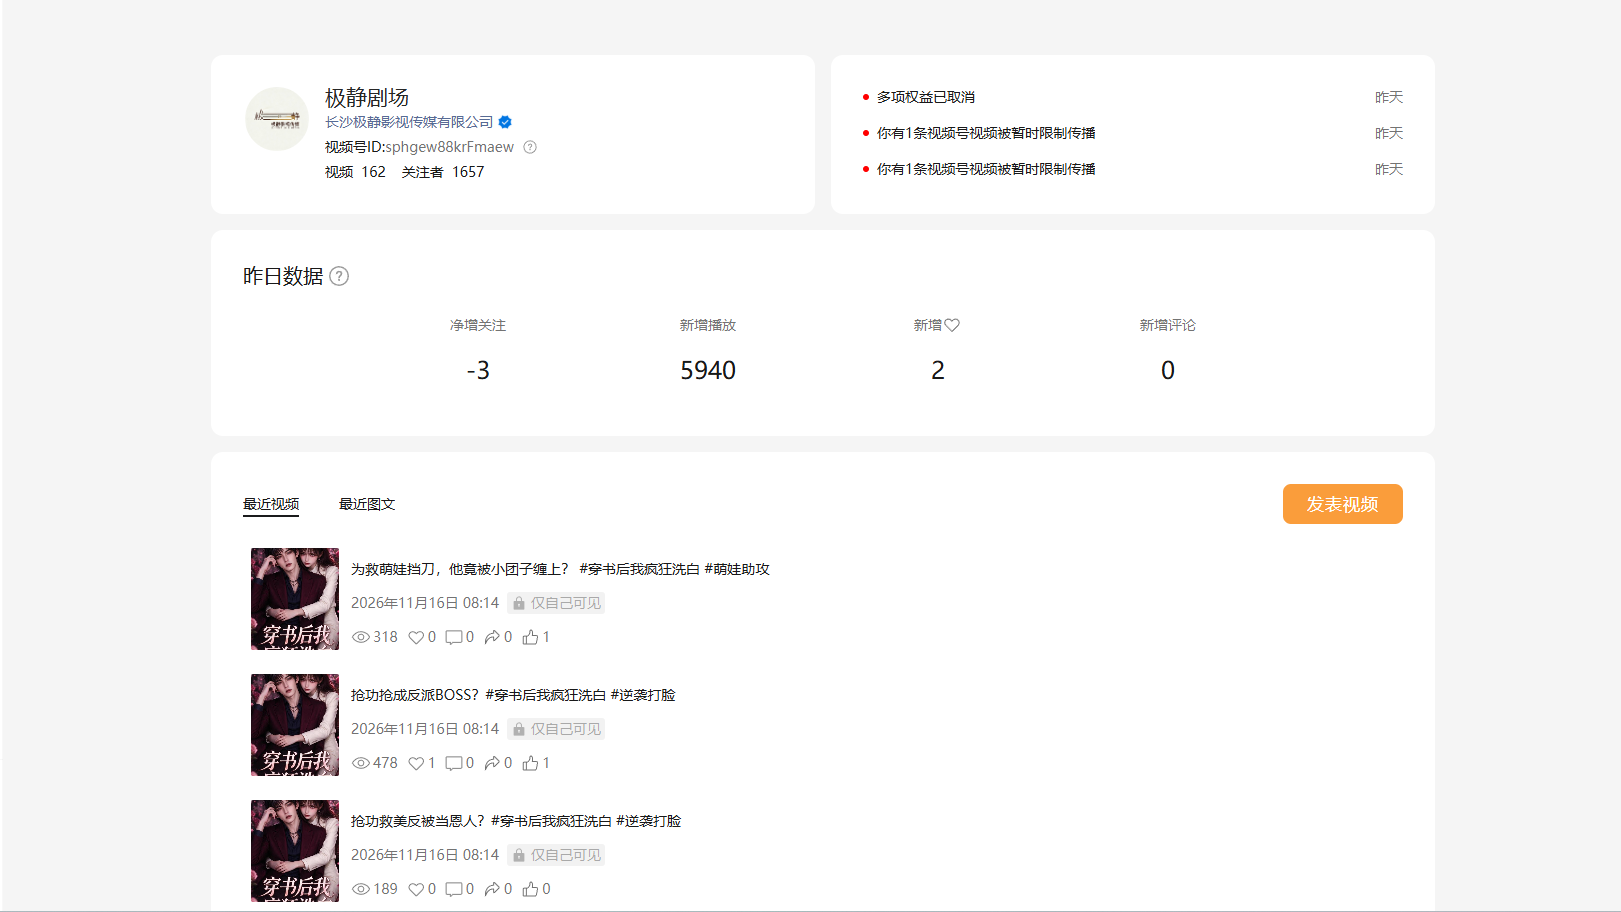 极静剧场
长沙极静影视传媒有限公司
视频号ID:sphgew88krFmaew
视频 162 关注者 1657
多项权益已取消 昨天
你有1条视频号视频被暂时限制传播 昨天
你有1条视频号视频被暂时限制传播 昨天
昨日数据
净增关注 新增播放 新增 新增评论
-3 5940 2 0
最近视频 最近图文 发表视频
穿书后我
为救萌娃挡刀，他竟被小团子缠上？ #穿书后我疯狂洗白 #萌娃助攻
2026年11月16日 08:14 仅自己可见
318 0 0 0 1
穿书后我
抢功抢成反派BOSS？#穿书后我疯狂洗白 #逆袭打脸
2026年11月16日 08:14 仅自己可见
478 1 0 0 1
穿书后我
抢功救美反被当恩人？#穿书后我疯狂洗白 #逆袭打脸
2026年11月16日 08:14 仅自己可见
189 0 0 0 0